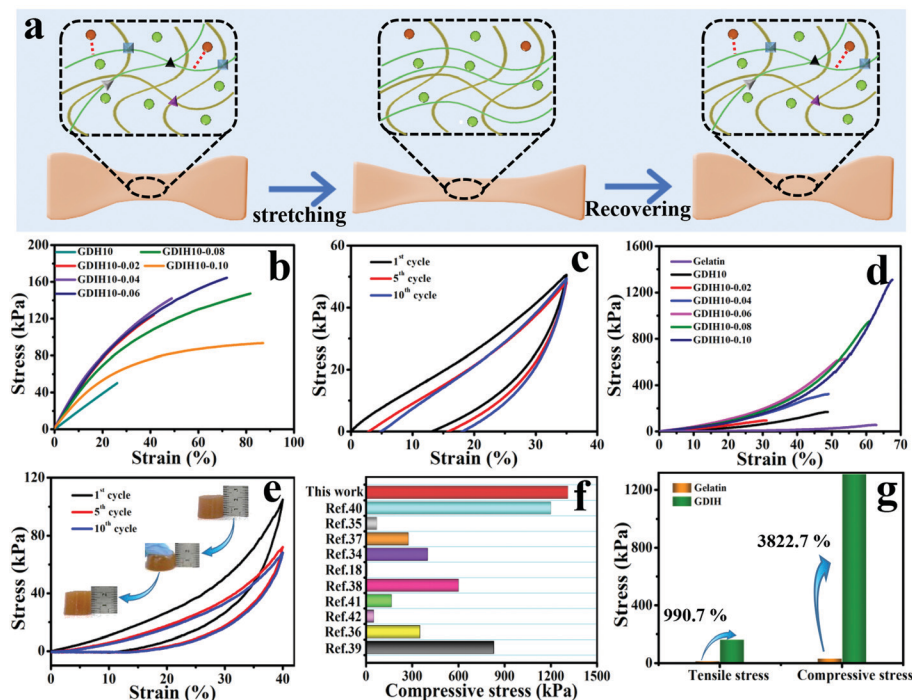 a
stretching
Recovering
b
GDH10
GDIH10-0.02
GDIH10-0.04
GDIH10-0.06
GDIH10-0.08
GDIH10-0.10
Stress (kPa)
200
160
120
80
40
0
0 20 40 60 80 100
Strain (%)
c
1st cycle
5th cycle
10th cycle
Stress (kPa)
60
40
20
0
0 10 20 30 40
Strain (%)
d
Gelatin
GDH10
GDIH10-0.02
GDIH10-0.04
GDIH10-0.06
GDIH10-0.08
GDIH10-0.10
Stress (kPa)
1600
1200
800
400
0
0 10 20 30 40 50 60 70
Strain (%)
e
1st cycle
5th cycle
10th cycle
Stress (kPa)
120
80
40
0
0 10 20 30 40
Strain (%)
f
This work
Ref.40
Ref.35
Ref.37
Ref.34
Ref.18
Ref.38
Ref.41
Ref.42
Ref.36
Ref.39
0 300 600 900 1200 1500
Compressive stress (kPa)
g
Gelatin
GDIH
Stress (kPa)
1200
900
600
300
0
990.7 %
3822.7 %
Tensile stress Compressive stress